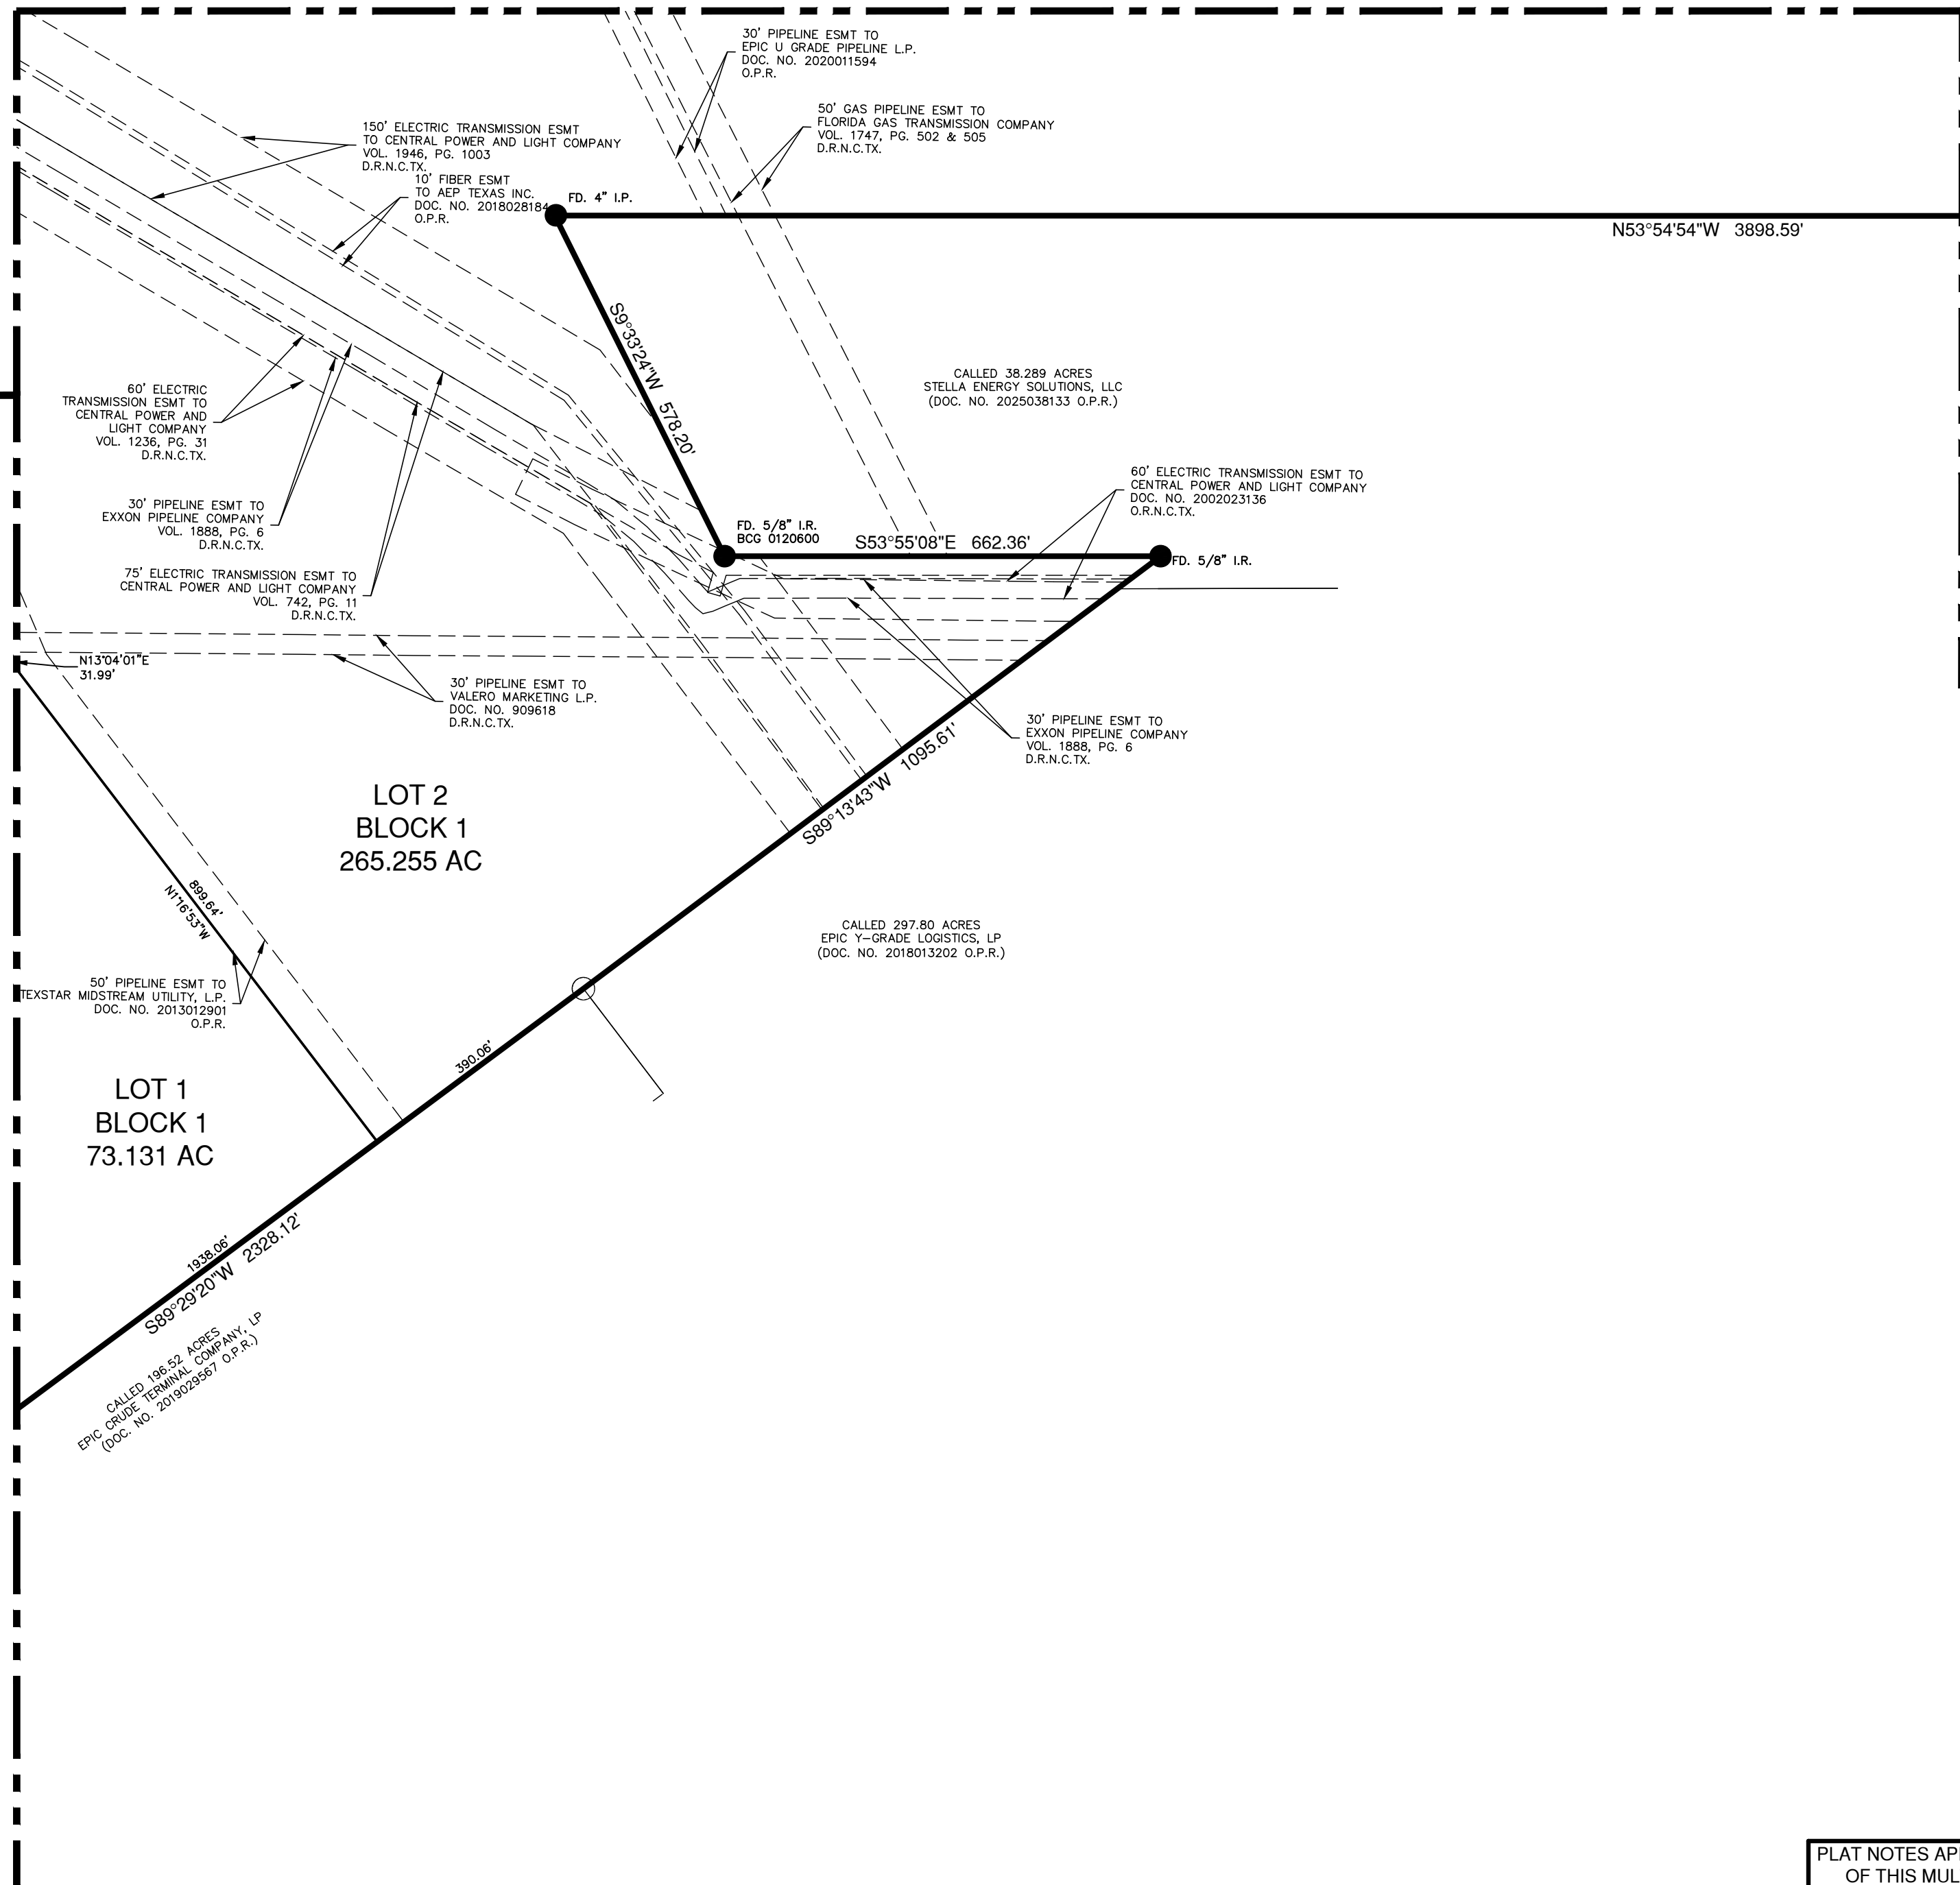 30' PIPELINE ESMT TO
EPIC U GRADE PIPELINE L.P.
DOC. NO. 2020011594
O.P.R.
50' GAS PIPELINE ESMT TO
FLORIDA GAS TRANSMISSION COMPANY
VOL. 1747, PG. 502 & 505
D.R.N.C.TX.
150' ELECTRIC TRANSMISSION ESMT
TO CENTRAL POWER AND LIGHT COMPANY
VOL. 1946, PG. 1003
D.R.N.C.TX.
10' FIBER ESMT
TO AEP TEXAS INC.
DOC. NO. 2018028184
O.P.R.
FD. 4" I.P.
N53°54'54"W 3898.59'
S9°33'24"W 578.20'
CALLED 38.289 ACRES
STELLA ENERGY SOLUTIONS, LLC
(DOC. NO. 2025038133 O.P.R.)
60' ELECTRIC
TRANSMISSION ESMT TO
CENTRAL POWER AND
LIGHT COMPANY
VOL. 1236, PG. 31
D.R.N.C.TX.
60' ELECTRIC TRANSMISSION ESMT TO
CENTRAL POWER AND LIGHT COMPANY
DOC. NO. 2002023136
O.R.N.C.TX.
30' PIPELINE ESMT TO
EXXON PIPELINE COMPANY
VOL. 1888, PG. 6
D.R.N.C.TX.
FD. 5/8" I.R.
BCG 0120600
S53°55'08"E 662.36'
FD. 5/8" I.R.
75' ELECTRIC TRANSMISSION ESMT TO
CENTRAL POWER AND LIGHT COMPANY
VOL. 742, PG. 11
D.R.N.C.TX.
N13°04'01"E
31.99'
30' PIPELINE ESMT TO
VALERO MARKETING L.P.
DOC. NO. 909618
D.R.N.C.TX.
30' PIPELINE ESMT TO
EXXON PIPELINE COMPANY
VOL. 1888, PG. 6
D.R.N.C.TX.
S89°13'43"W 1095.61'
LOT 2
BLOCK 1
265.255 AC
899.64'
N1°16'53"W
CALLED 297.80 ACRES
EPIC Y-GRADE LOGISTICS, LP
(DOC. NO. 2018013202 O.P.R.)
50' PIPELINE ESMT TO
TEXSTAR MIDSTREAM UTILITY, L.P.
DOC. NO. 2013012901
O.P.R.
390.06'
LOT 1
BLOCK 1
73.131 AC
1938.06'
S89°29'20"W 2328.12'
CALLED 196.52 ACRES
EPIC CRUDE TERMINAL COMPANY, LP
(DOC. NO. 2019029567 O.P.R.)
PLAT NOTES
OF THIS